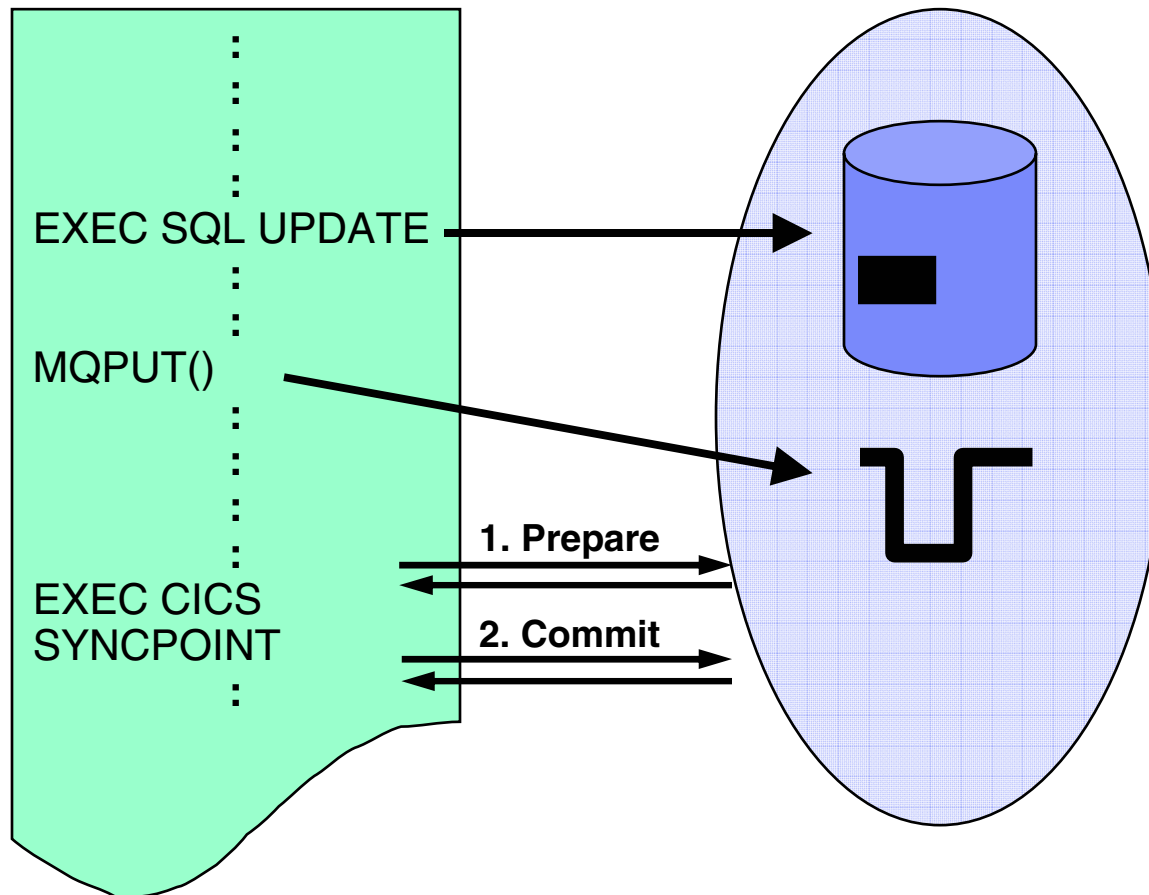 :
:
:
:
EXEC SQL UPDATE
:
:
MQPUT()
:
:
:
:
1. Prepare
EXEC CICS
SYNCPOINT
2. Commit
: